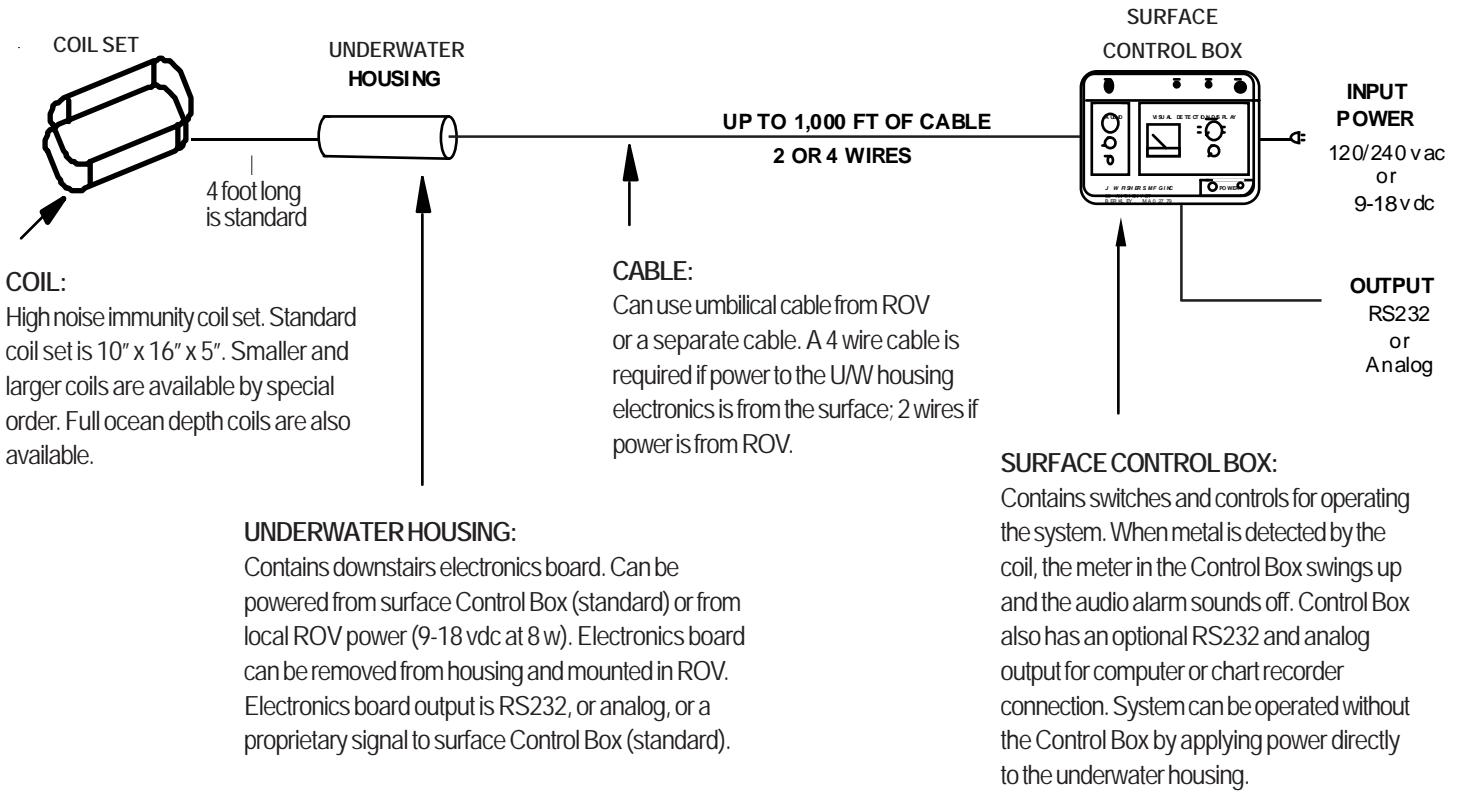 COIL SET
UNDERWATER
HOUSING
SURFACE
CONTROL BOX
UP TO 1,000 FT OF CABLE
2 OR 4 WIRES
4 foot long
is standard
VISUAL DETECTION DISPLAY
POWER
J W FISHERS MFG INC
INPUT
POWER
120/240 vac
or
9-18 vdc
OUTPUT
RS232
or
Analog
COIL:
High noise immunity coil set. Standard
coil set is 10” x 16” x 5”. Smaller and
larger coils are available by special
order. Full ocean depth coils are also
available.
UNDERWATER HOUSING:
Contains downstairs electronics board. Can be
powered from surface Control Box (standard) or from
local ROV power (9-18 vdc at 8 w). Electronics board
can be removed from housing and mounted in ROV.
Electronics board output is RS232, or analog, or a
proprietary signal to surface Control Box (standard).
CABLE:
Can use umbilical cable from ROV
or a separate cable. A 4 wire cable is
required if power to the U/W housing
electronics is from the surface; 2 wires if
power is from ROV.
SURFACE CONTROL BOX:
Contains switches and controls for operating
the system. When metal is detected by the
coil, the meter in the Control Box swings up
and the audio alarm sounds off. Control Box
also has an optional RS232 and analog
output for computer or chart recorder
connection. System can be operated without
the Control Box by applying power directly
to the underwater housing.